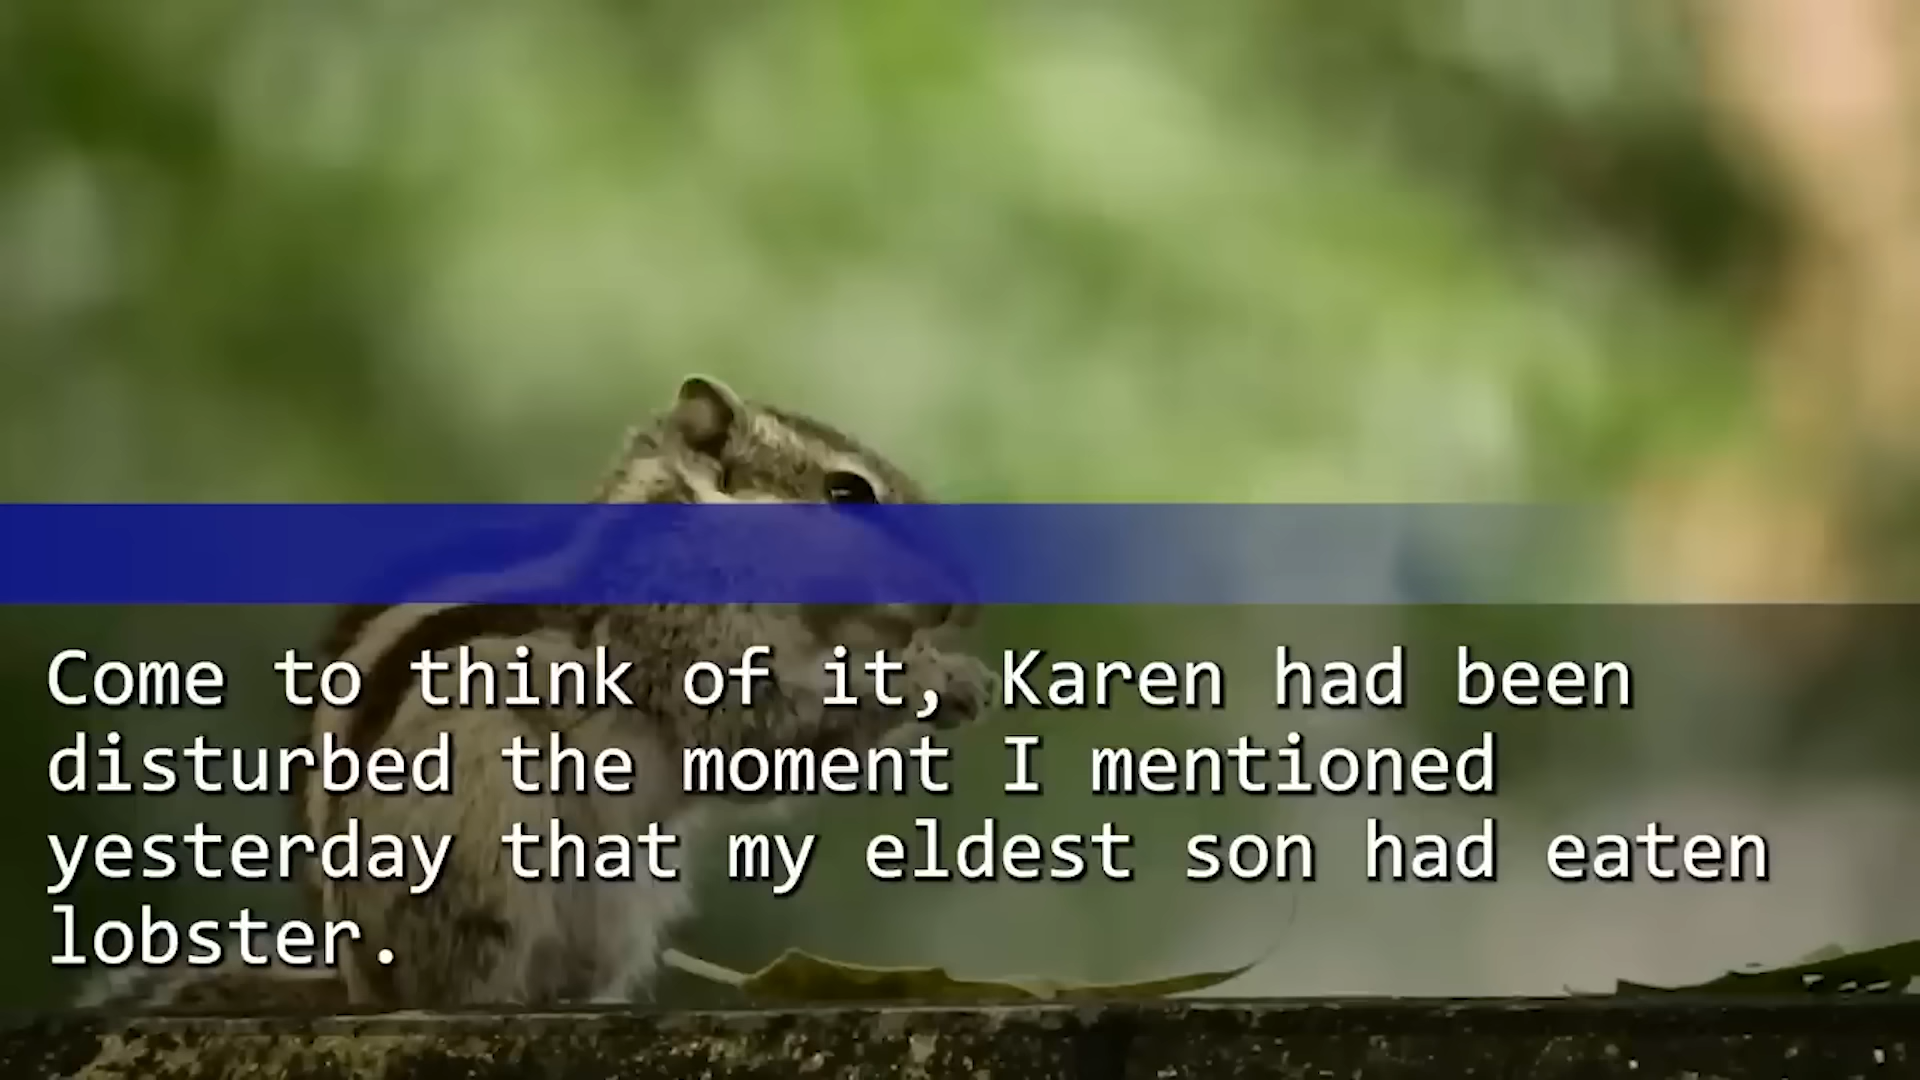 Come to think of it, Karen had been
disturbed the moment I mentioned
yesterday that my eldest son had eaten
lobster.